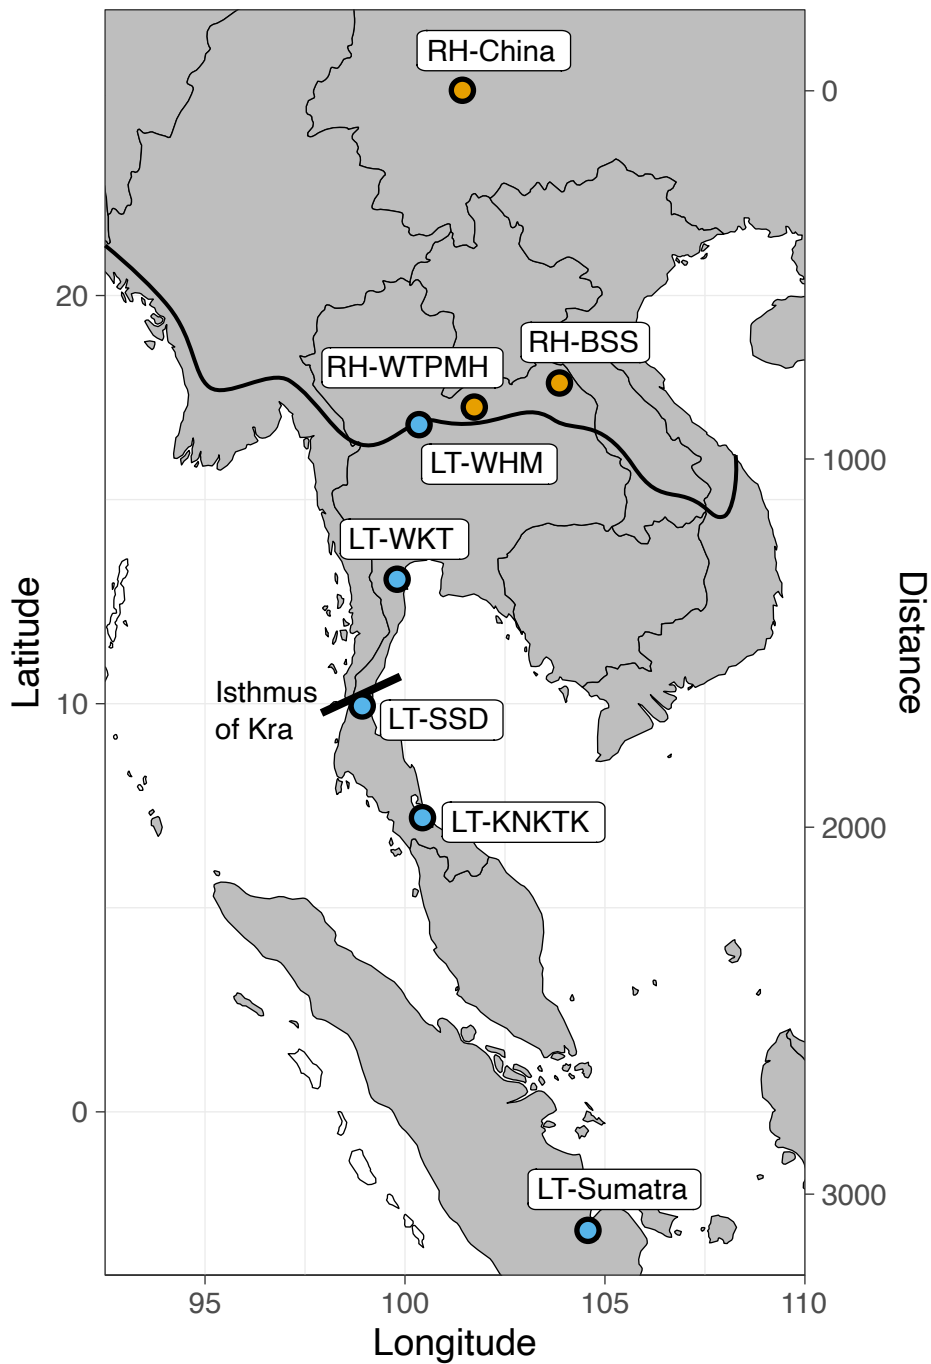 RH-China
0
20
RH-BSS
RH-WTPMH
LT-WHM
1000
LT-WKT
Latitude
Distance
Isthmus
of Kra
10
LT-SSD
LT-KNKTK
2000
0
LT-Sumatra
3000
95
100
105
110
Longitude